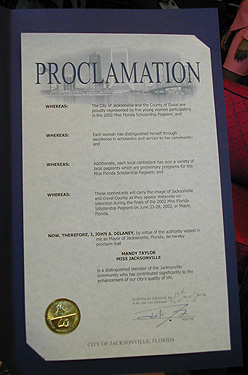 PROCLAMATION
WHEREAS: The City of Jacksonville and the County of Duval are
proudly represented by five young women participating
in the 2002 Miss Florida Scholarship Pageant; and
WHEREAS: Each woman has distinguished herself through
excellence in scholastics and service to her community;
and
WHEREAS: Additionally, each local contestant has won a variety of
local pageants which are preliminary programs for the
Miss Florida Scholarship Pageant; and
WHEREAS: These contestants will carry the image of Jacksonville
and Duval County as they appear statewide on
television during the finals of the 2002 Miss Florida
Scholarship Pageant on June 23-28, 2002, in Miami,
Florida.
NOW, THEREFORE, I, JOHN A. DELANEY, by virtue of the authority vested in
me as Mayor of Jacksonville, Florida, do hereby
proclaim that
MANDY TAYLOR
MISS JACKSONVILLE
is a distinguished member of the Jacksonville
community who has contributed significantly to the
enhancement of our city's quality of life.
CITY OF JACKSONVILLE, FLORIDA